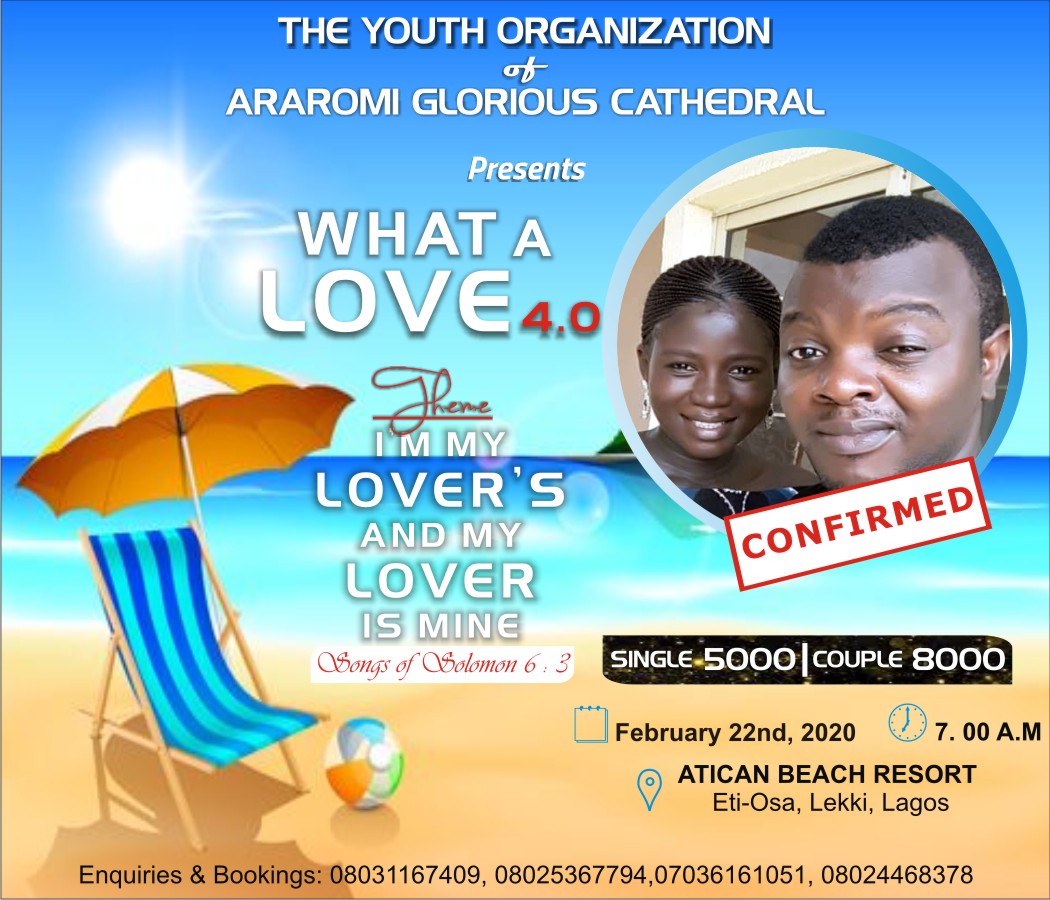 THE YOUTH ORGANIZATION
of
ARAROMI GLORIOUS CATHEDRAL
Presents
WHAT A
LOVE 4.0
Theme
I'M MY
LOVER'S
AND MY
LOVER
IS MINE
Songs of Solomon 6 : 3
CONFIRMED
SINGLE 5000|COUPLE 8000
February 22nd, 2020 7. 00 A.M
ATICAN BEACH RESORT
Eti-Osa, Lekki, Lagos
Enquiries & Bookings: 08031167409, 08025367794,07036161051, 08024468378